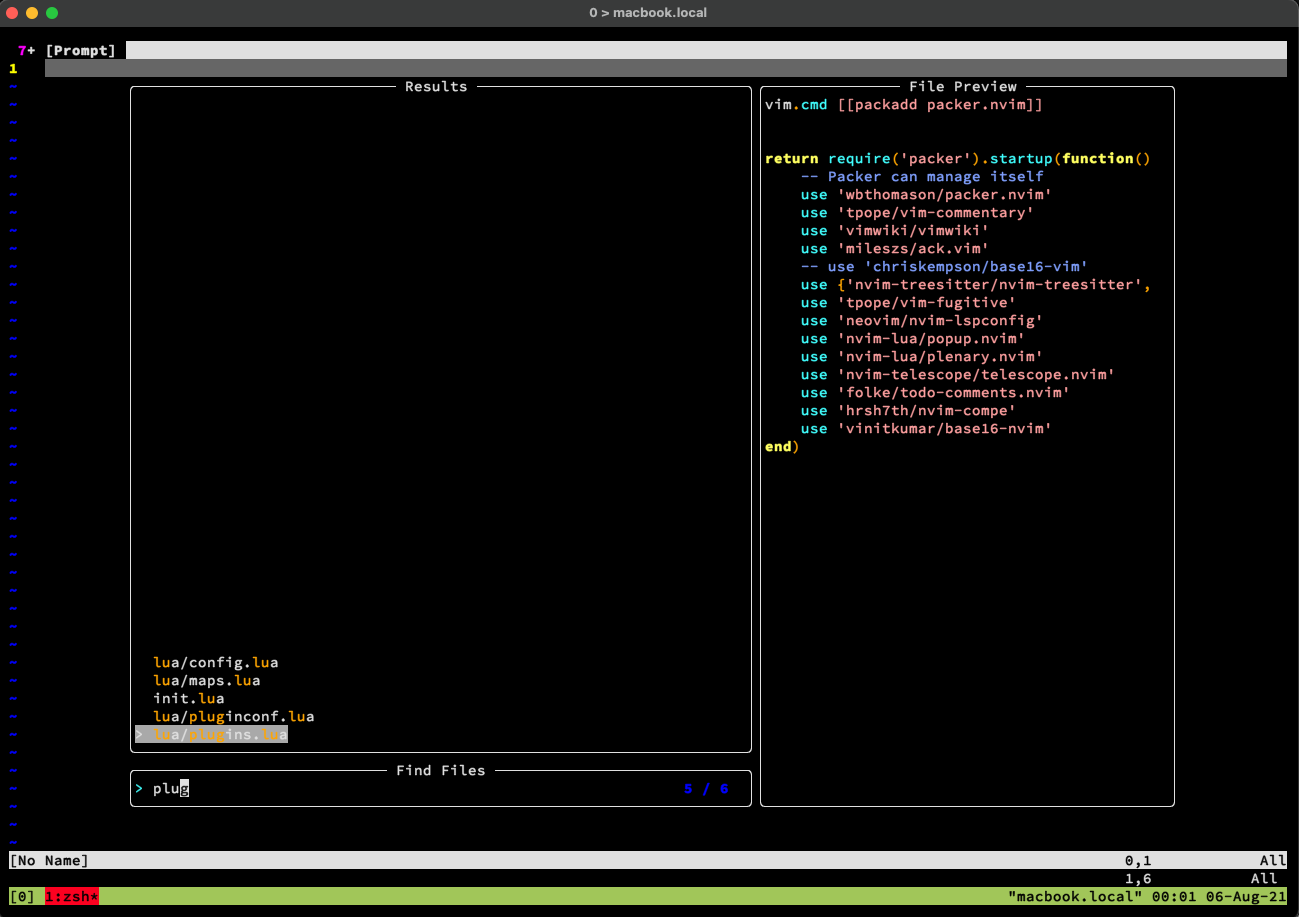 0 > macbook.local
7+ [Prompt]
1
Results
lua/config.lua
lua/maps.lua
init.lua
lua/pluginconf.lua
> lua/plugins.lua
Find Files
> plug 5 / 6
File Preview
vim.cmd [[packadd packer.nvim]]
return require('packer').startup(function()
-- Packer can manage itself
use 'wbthomason/packer.nvim'
use 'tpope/vim-commentary'
use 'vimwiki/vimwiki'
use 'mileszs/ack.vim'
-- use 'chriskempson/base16-vim'
use {'nvim-treesitter/nvim-treesitter',
use 'tpope/vim-fugitive'
use 'neovim/nvim-lspconfig'
use 'nvim-lua/popup.nvim'
use 'nvim-lua/plenary.nvim'
use 'nvim-telescope/telescope.nvim'
use 'folke/todo-comments.nvim'
use 'hrsh7th/nvim-compe'
use 'vinitkumar/base16-nvim'
end)
[No Name] 0,1 All
1,6 All
[0] 1:zsh* "macbook.local" 00:01 06-Aug-21